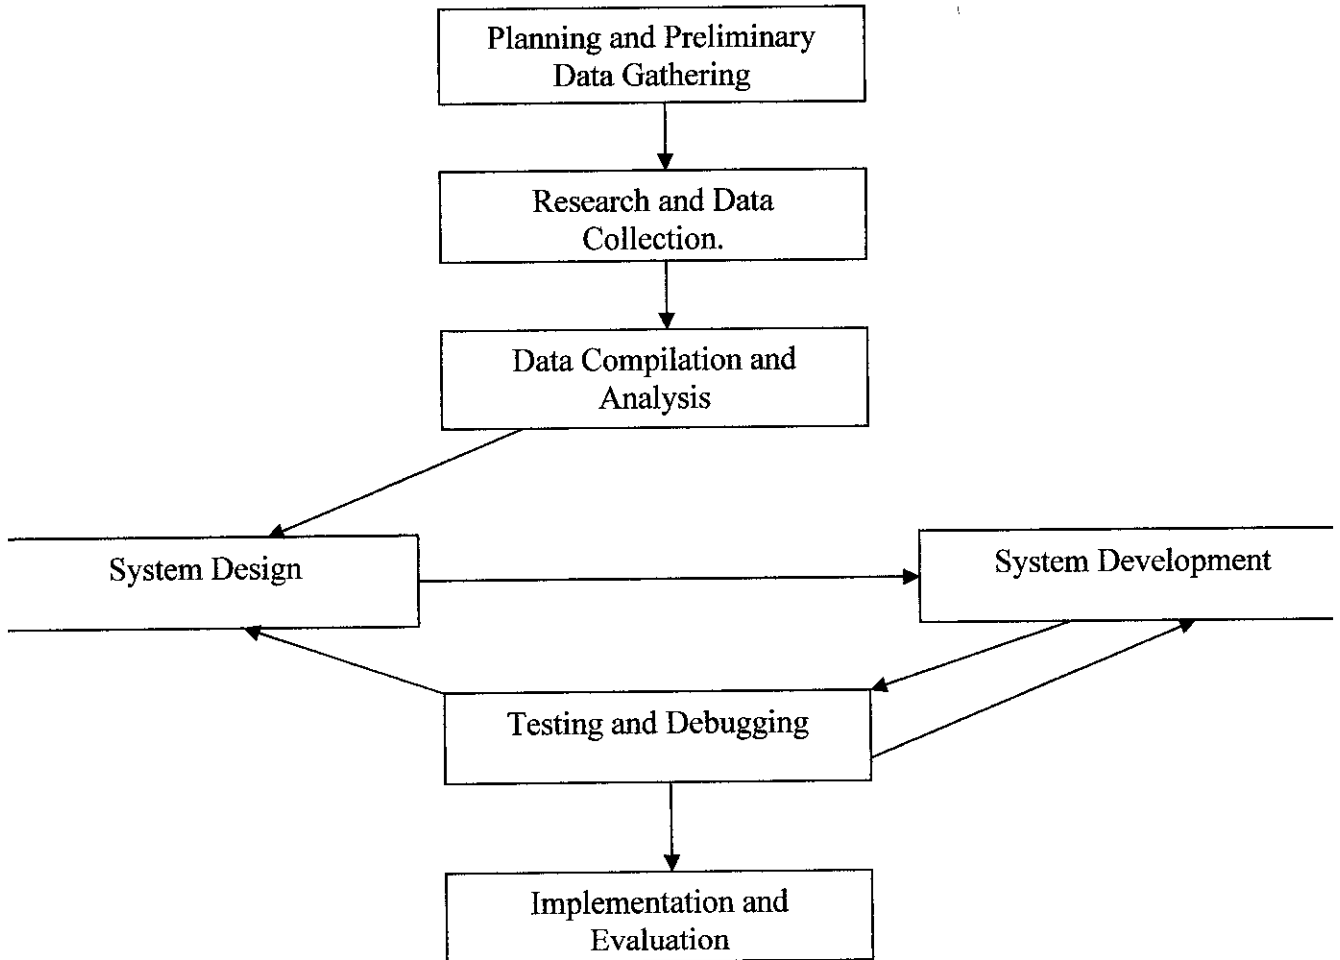 Planning and Preliminary
Data Gathering
Research and Data
Collection.
Data Compilation and
Analysis
System Design
System Development
Testing and Debugging
Implementation and
Evaluation